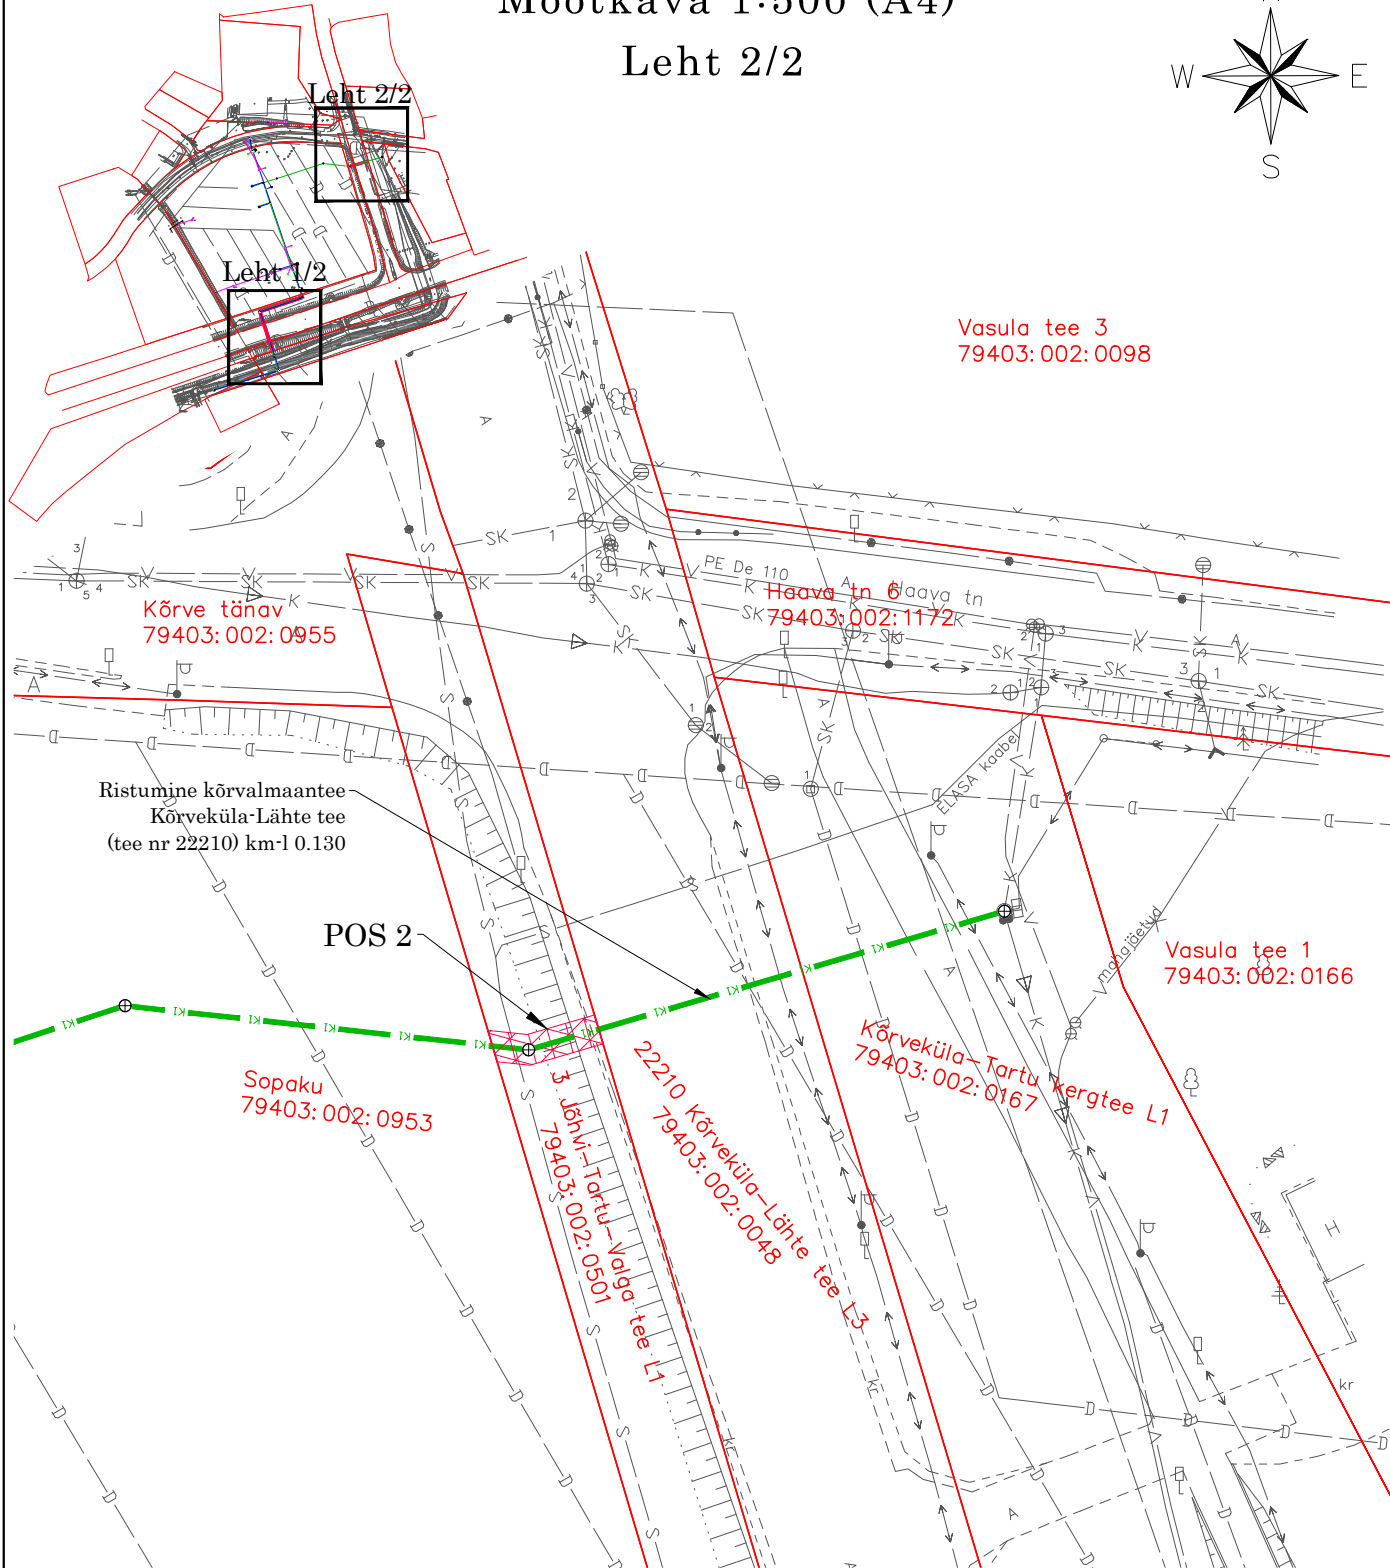 Mõõtkava 1:500 (A4)
Leht 2/2
W
E
S
Leht 2/2
Leht 1/2
Vasula tee 3
79403:002:0098
PE De 110
Haava tn 6
79403:002:1172
Haava tn
Kõrve tänav
79403:002:0955
Ristumine kõrvalmaantee
Kõrveküla-Lähte tee
(tee nr 22210) km-l 0.130
ELASA kaabel
POS 2
mahajäetud
Vasula tee 1
79403:002:0166
Sopaku
79403:002:0953
Kõrveküla-Tartu kergtee L1
79403:002:0167
22210 Kõrveküla-Lähte tee L3
79403:002:0048
3 Jõhvi-Tartu-Valga tee L1
79403:002:0501
kr
kr
kr